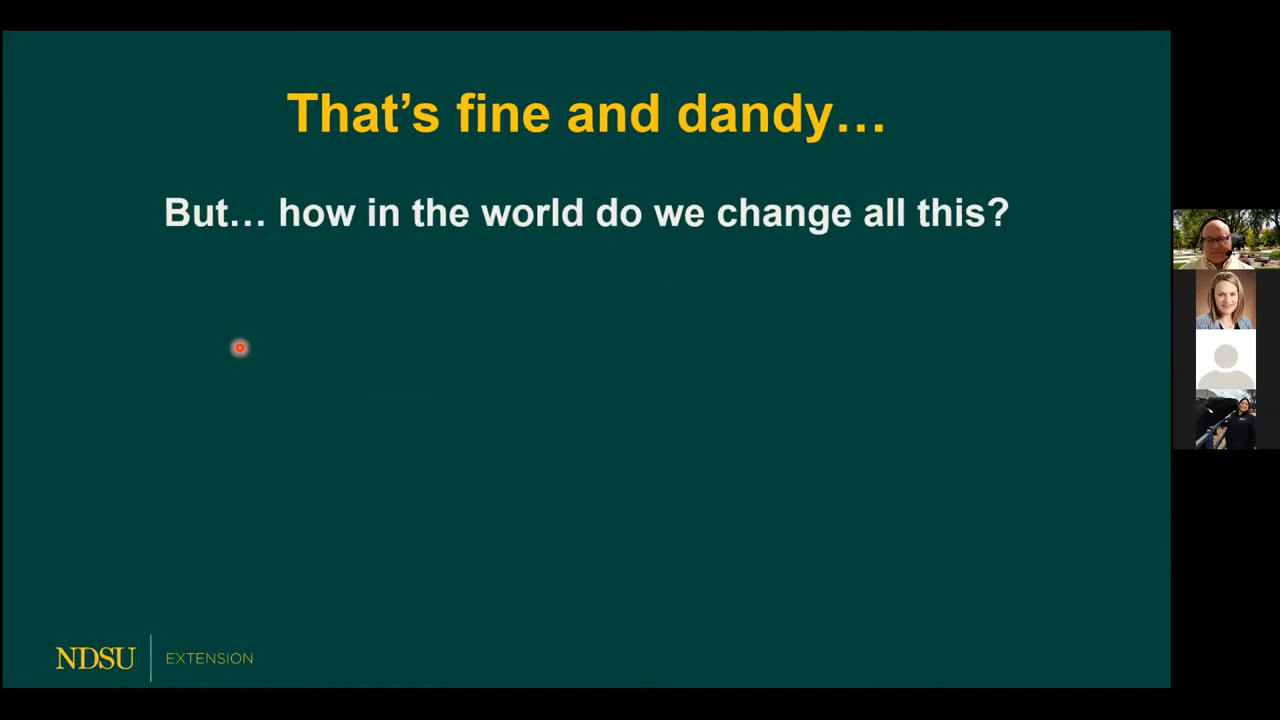 That's fine and dandy…
But… how in the world do we change all this?
NDSU
EXTENSION